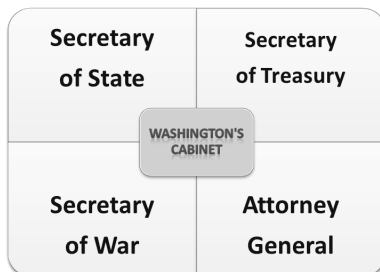 Secretary
of State
Secretary
of Treasury
WASHINGTON'S
CABINET
Secretary
of War
Attorney
General